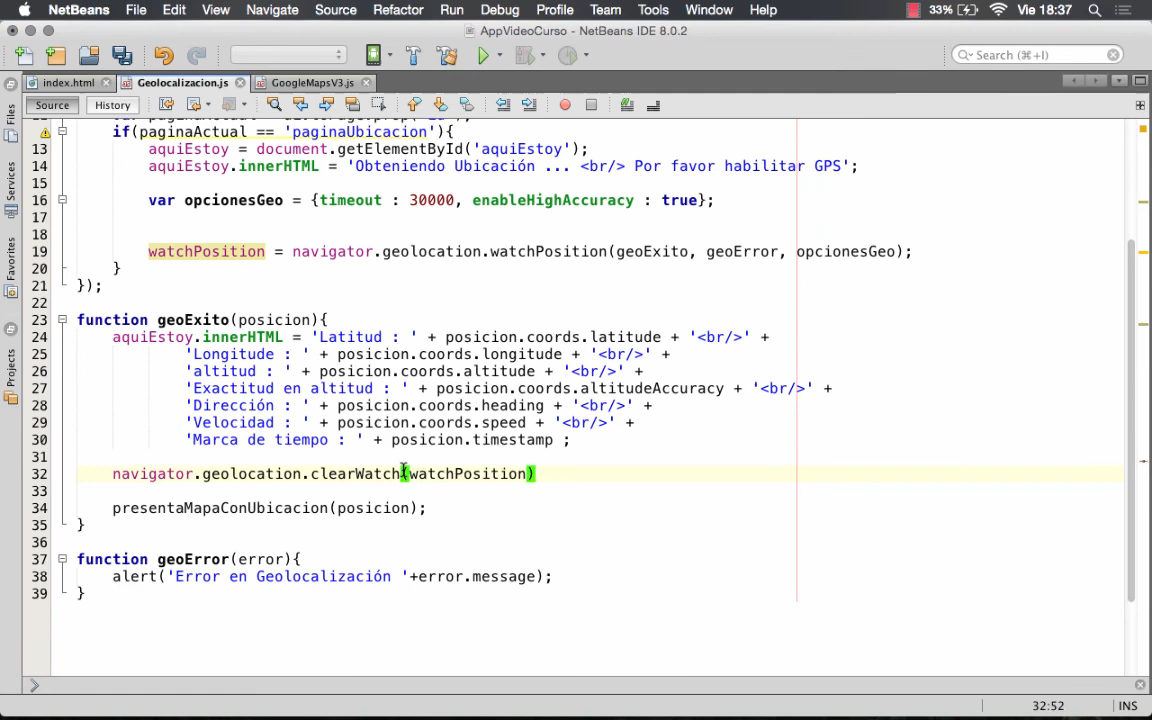 NetBeans File Edit View Navigate Source Refactor Run Debug Profile Team Tools Window Help 33% Vie 18:37
AppVideoCurso - NetBeans IDE 8.0.2
Search (⌘+I)
index.html Geolocalizacion.js GoogleMapsV3.js
Source History
Files
Services
Favorites
Projects
if(paginaActual == 'paginaUbicacion'){
13 aquiEstoy = document.getElementById('aquiEstoy');
14 aquiEstoy.innerHTML = 'Obteniendo Ubicación ... <br/> Por favor habilitar GPS';
15
16 var opcionesGeo = {timeout : 30000, enableHighAccuracy : true};
17
18
19 watchPosition = navigator.geolocation.watchPosition(geoExito, geoError, opcionesGeo);
20 }
21 });
22
23 function geoExito(posicion){
24 aquiEstoy.innerHTML = 'Latitud : ' + posicion.coords.latitude + '<br/>' +
25 'Longitude : ' + posicion.coords.longitude + '<br/>' +
26 'altitud : ' + posicion.coords.altitude + '<br/>' +
27 'Exactitud en altitud : ' + posicion.coords.altitudeAccuracy + '<br/>' +
28 'Dirección : ' + posicion.coords.heading + '<br/>' +
29 'Velocidad : ' + posicion.coords.speed + '<br/>' +
30 'Marca de tiempo : ' + posicion.timestamp ;
31
32 navigator.geolocation.clearWatch(watchPosition)
33
34 presentaMapaConUbicacion(posicion);
35 }
36
37 function geoError(error){
38 alert('Error en Geolocalización '+error.message);
39 }
32:52 INS